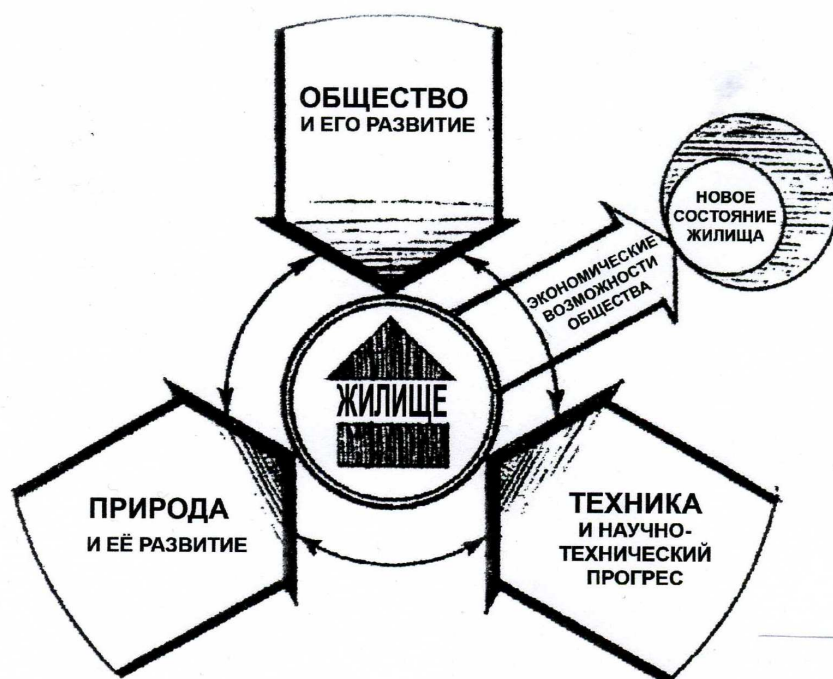 ОБЩЕСТВО
И ЕГО РАЗВИТИЕ
НОВОЕ
СОСТОЯНИЕ
ЖИЛИЩА
ЭКОНОМИЧЕСКИЕ
ВОЗМОЖНОСТИ
ОБЩЕСТВА
ЖИЛИЩЕ
ПРИРОДА
И ЕЁ РАЗВИТИЕ
ТЕХНИКА
И НАУЧНО-
ТЕХНИЧЕСКИЙ
ПРОГРЕС